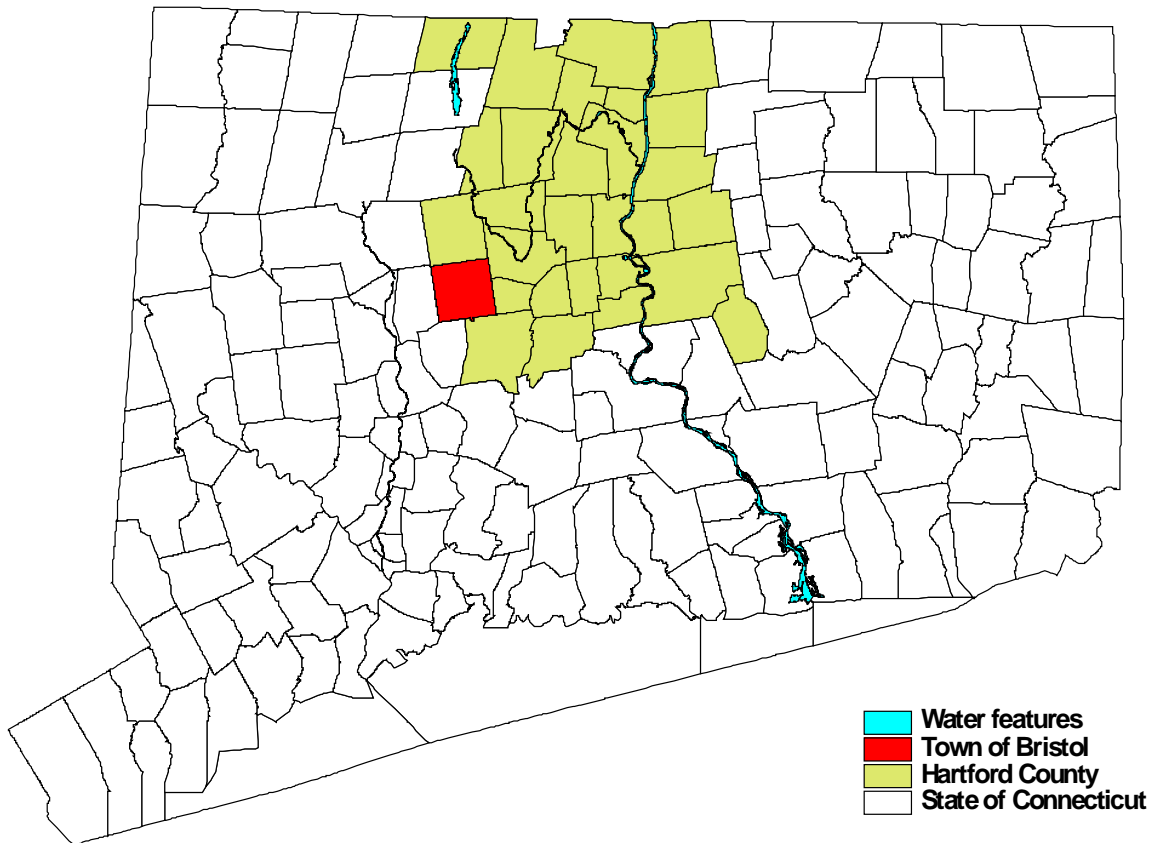 Water features
Town of Bristol
Hartford County
State of Connecticut